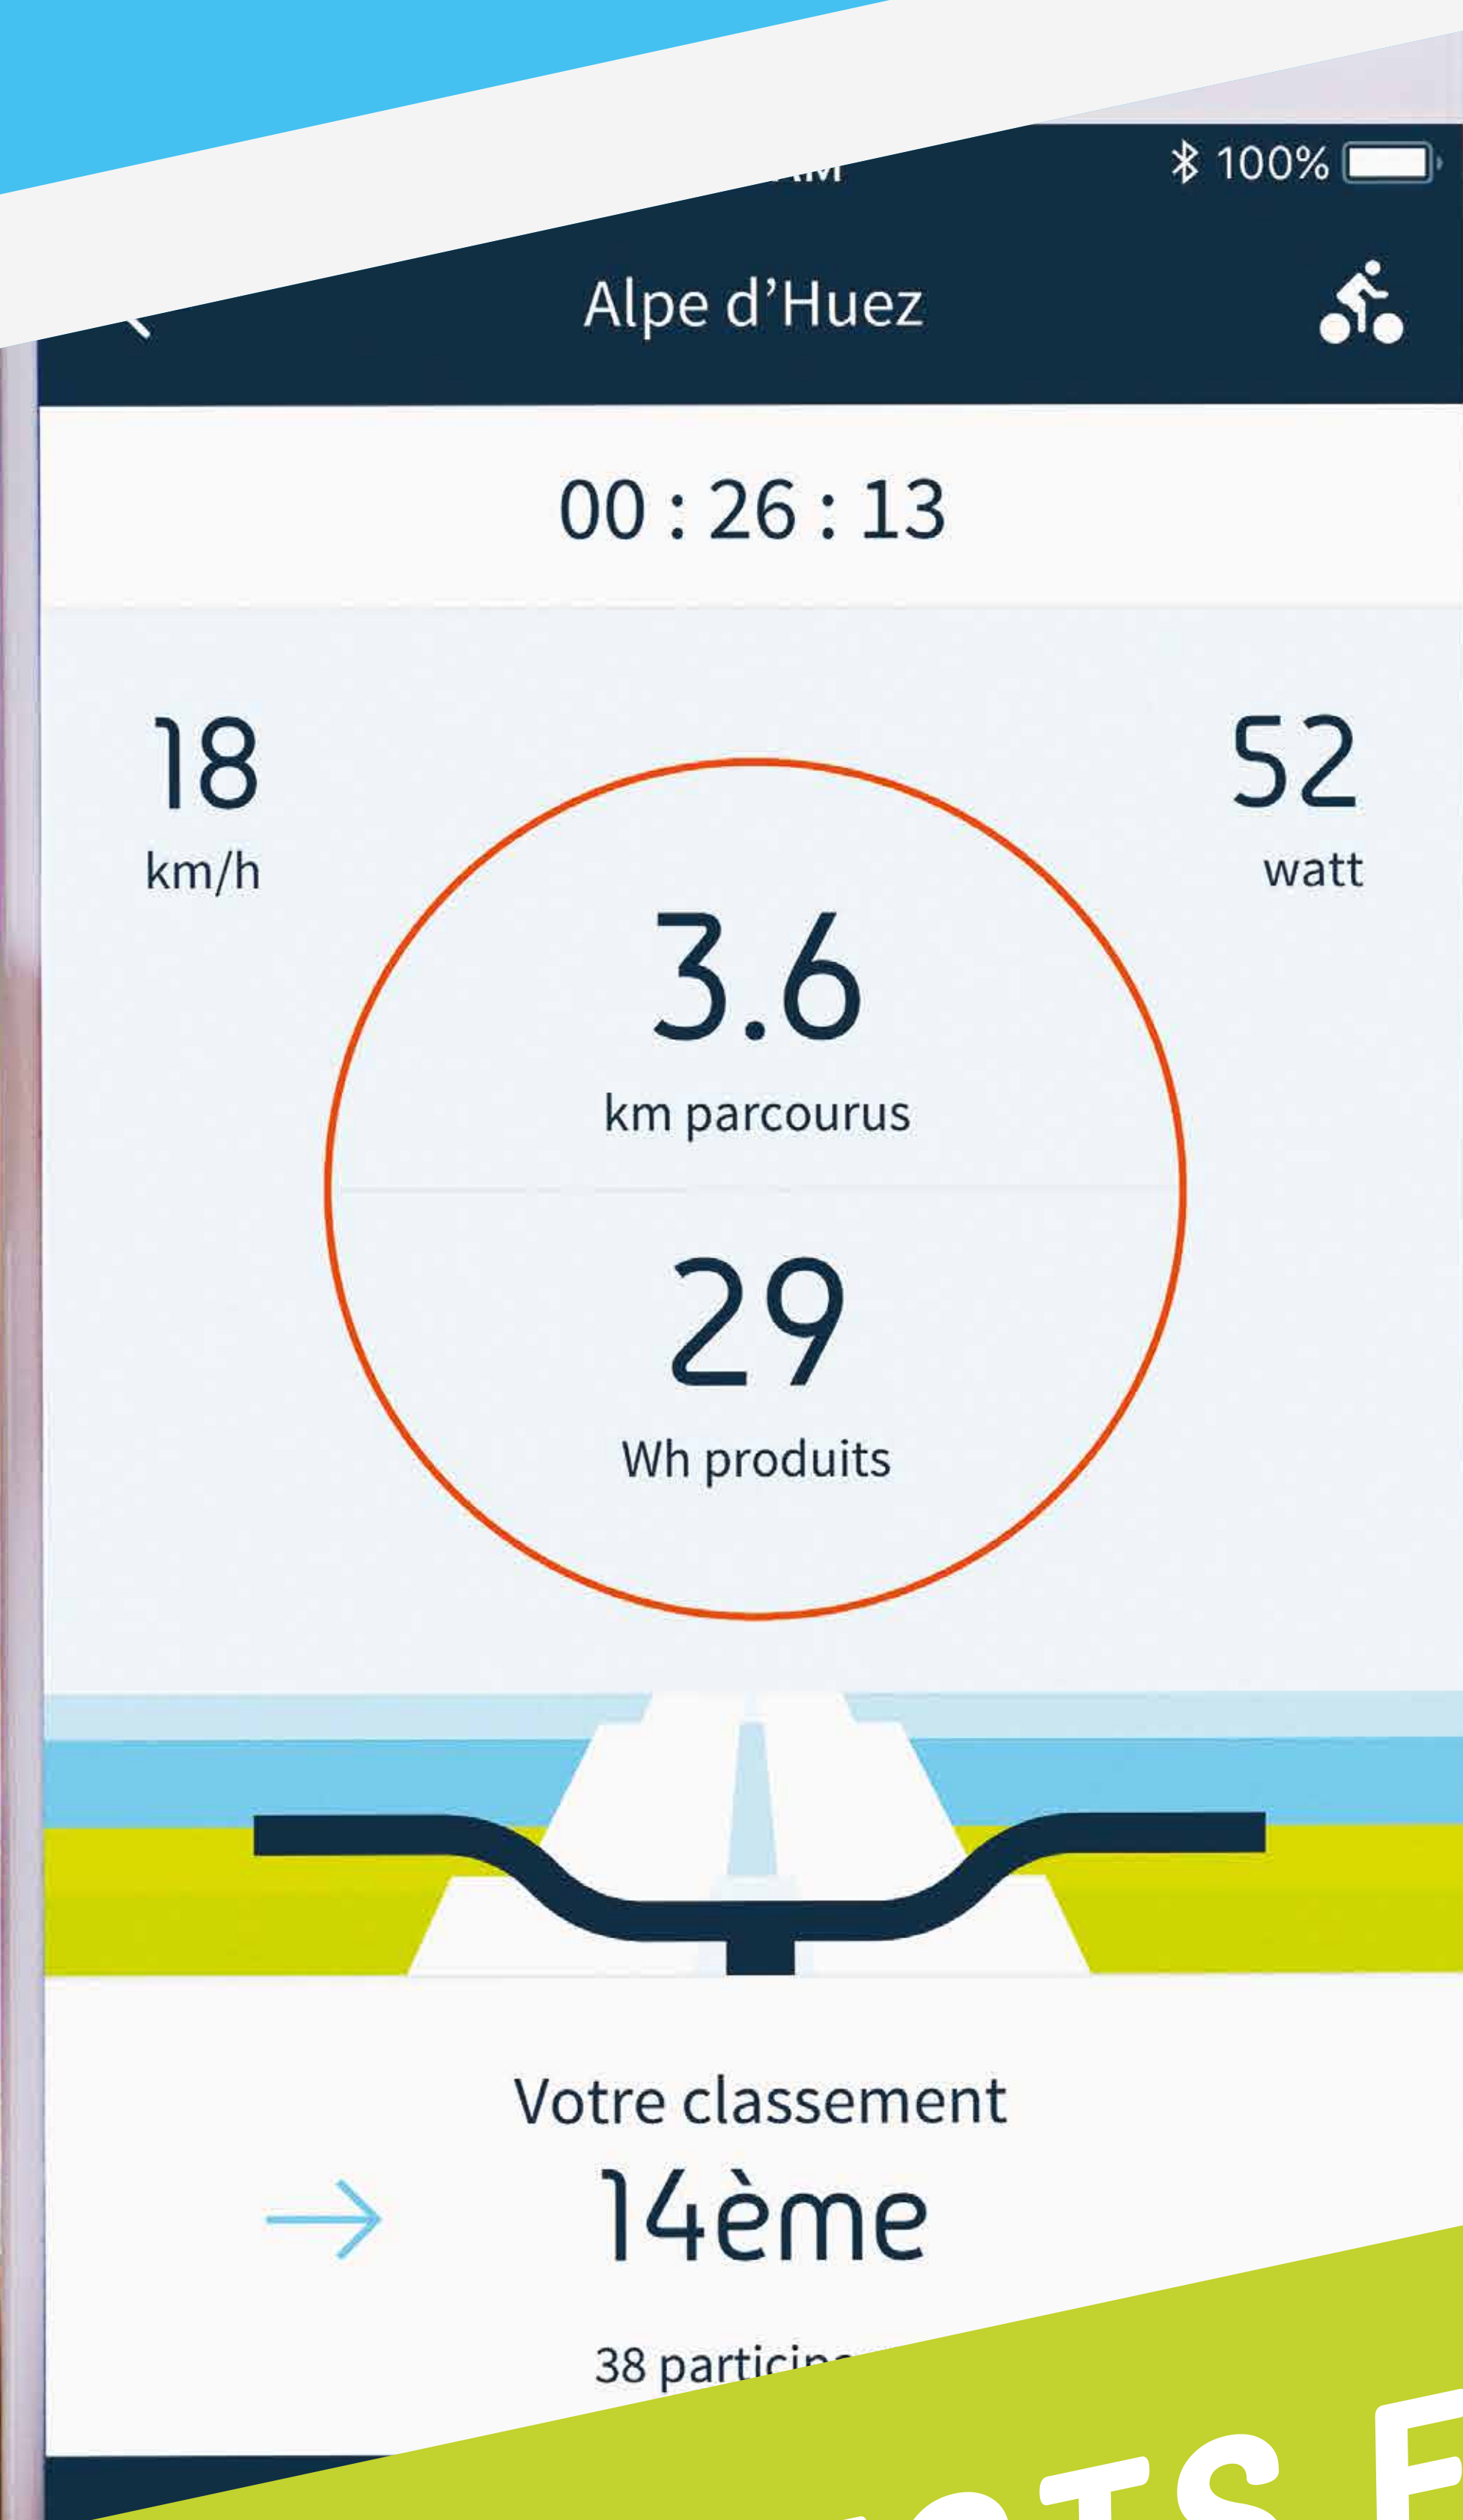 100%
Alpe d’Huez
00 : 26 : 13
18
km/h
52
watt
3.6
km parcourus
29
Wh produits
Votre classement
14ème
38